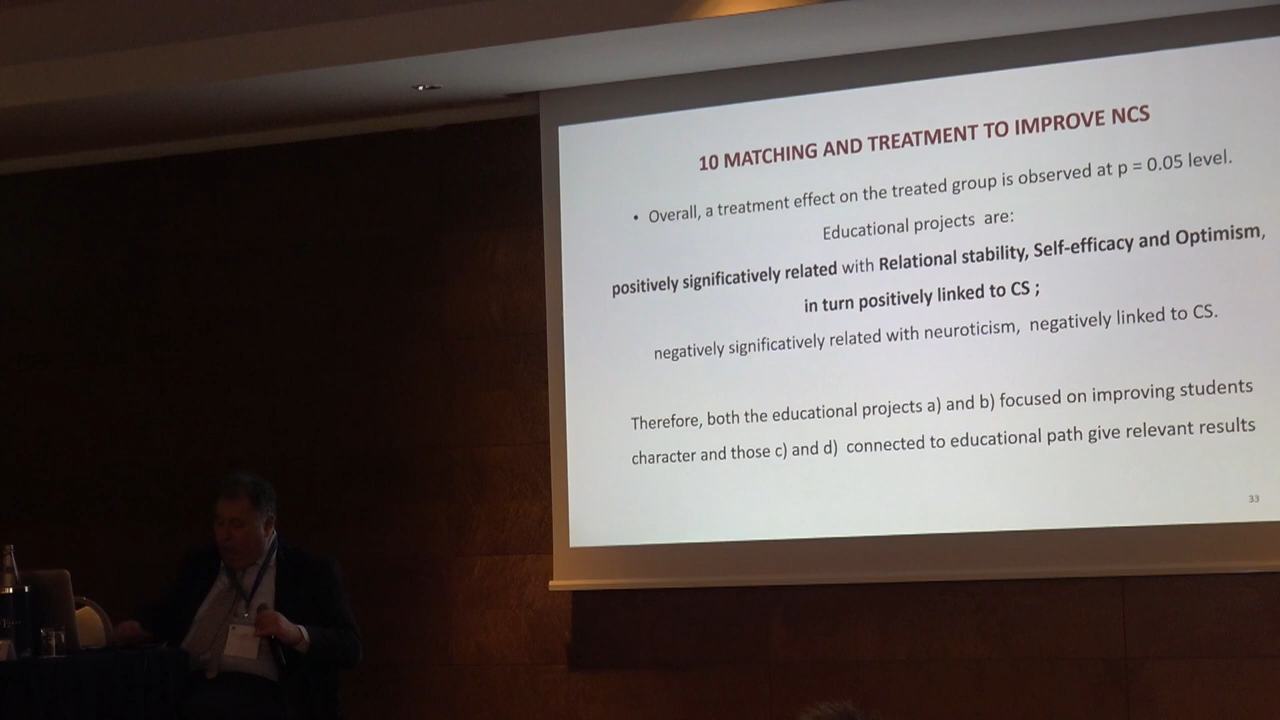 10 MATCHING AND TREATMENT TO IMPROVE NCS
• Overall, a treatment effect on the treated group is observed at p = 0.05 level.
Educational projects are:
positively significatively related with Relational stability, Self-efficacy and Optimism,
in turn positively linked to CS ;
negatively significatively related with neuroticism, negatively linked to CS.
Therefore, both the educational projects a) and b) focused on improving students
character and those c) and d) connected to educational path give relevant results
33